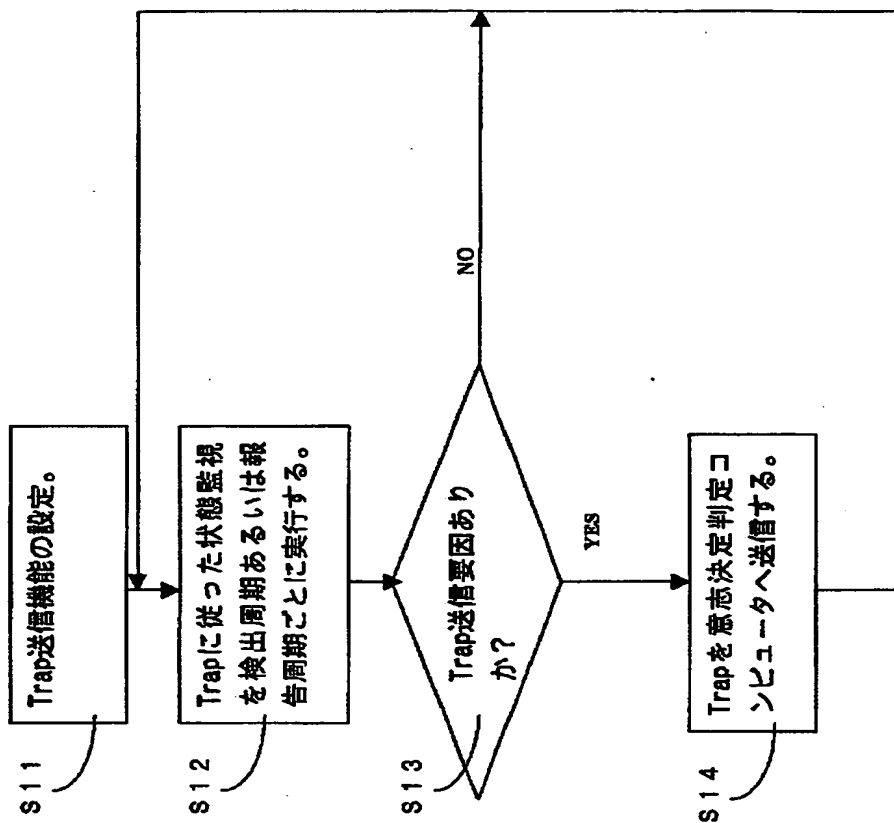 S11
Trap送信機能の設定。
S12
Trapに従った状態監視
を検出周期あるいは報
告周期ごとに実行する。
S13
Trap送信要因あり
か?
NO
YES
S14
Trapを意志決定判定コ
ンピュータへ送信する。